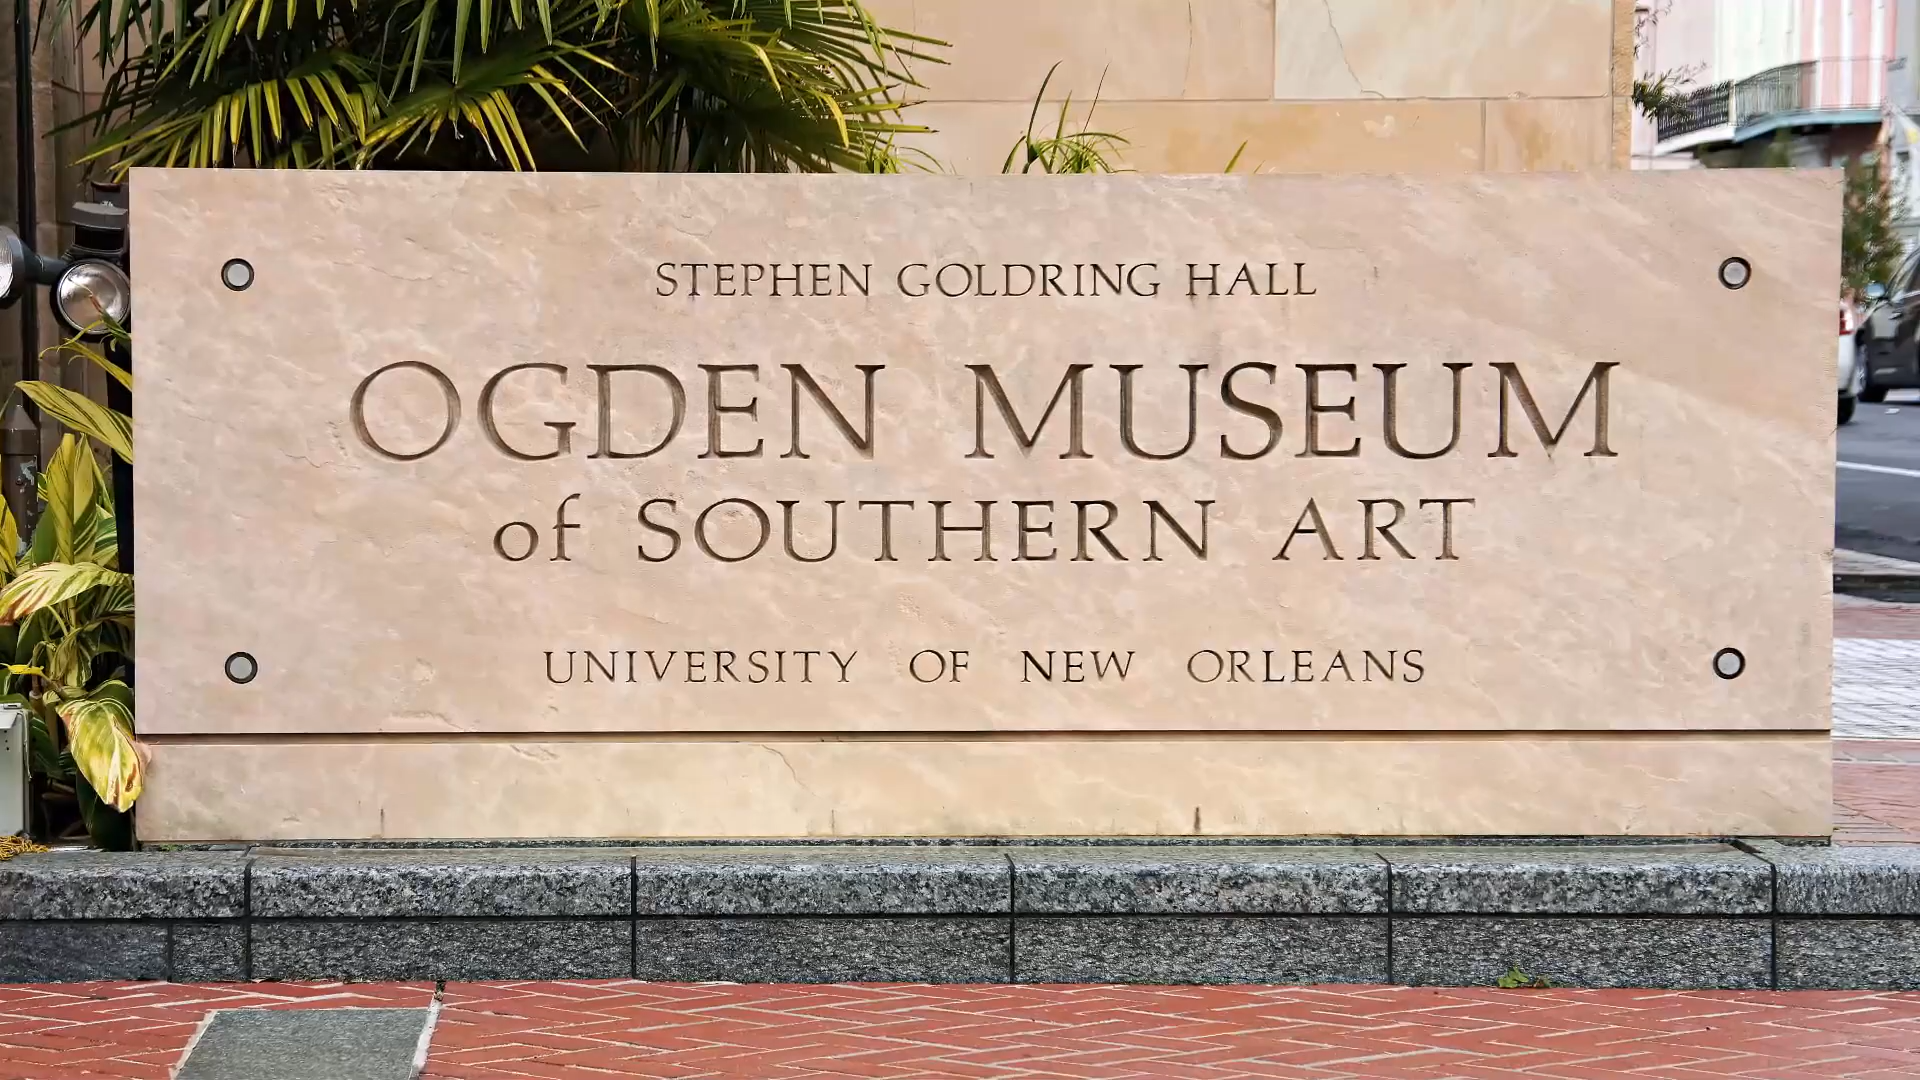 STEPHEN GOLDRING HALL
OGDEN MUSEUM
of SOUTHERN ART
UNIVERSITY OF NEW ORLEANS